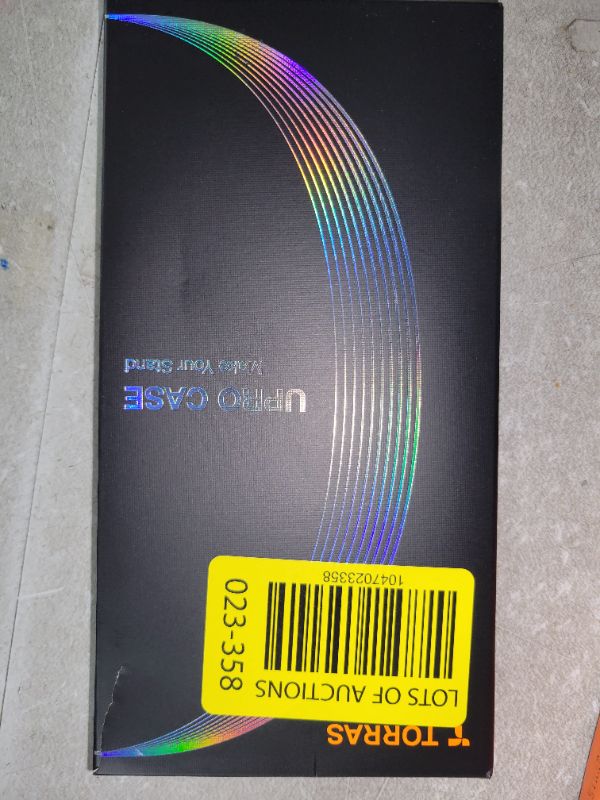 TORRAS
LOTS OF AUCTIONS
1047023358
023-358
UPRO CASE
Make Your Stand